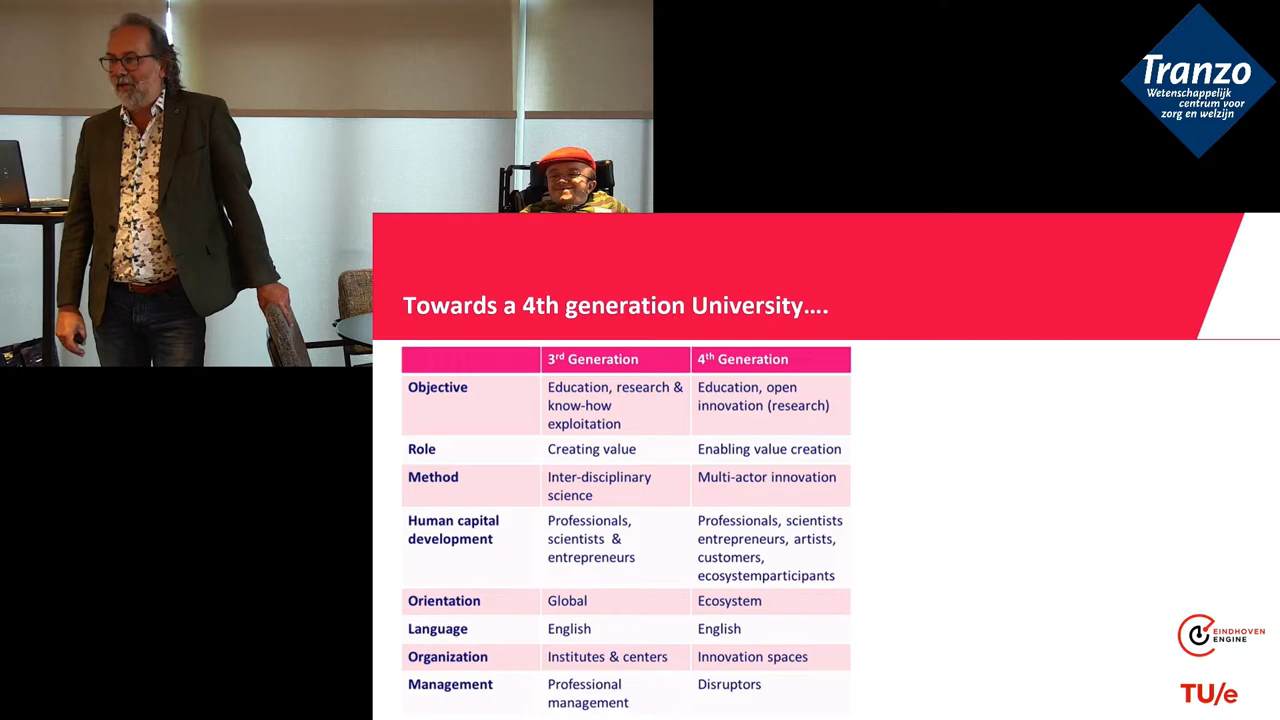 Tranzo
Wetenschappelijk
centrum voor
zorg en welzijn
Towards a 4th generation University....
3rd Generation 4th Generation
Objective Education, research & Education, open
know-how innovation (research)
exploitation
Role Creating value Enabling value creation
Method Inter-disciplinary Multi-actor innovation
science
Human capital Professionals, Professionals, scientists
development scientists & entrepreneurs, artists,
entrepreneurs customers,
ecosystemparticipants
Orientation Global Ecosystem
Language English English
Organization Institutes & centers Innovation spaces
Management Professional Disruptors
management
EINDHOVEN
ENGINE
TU/e